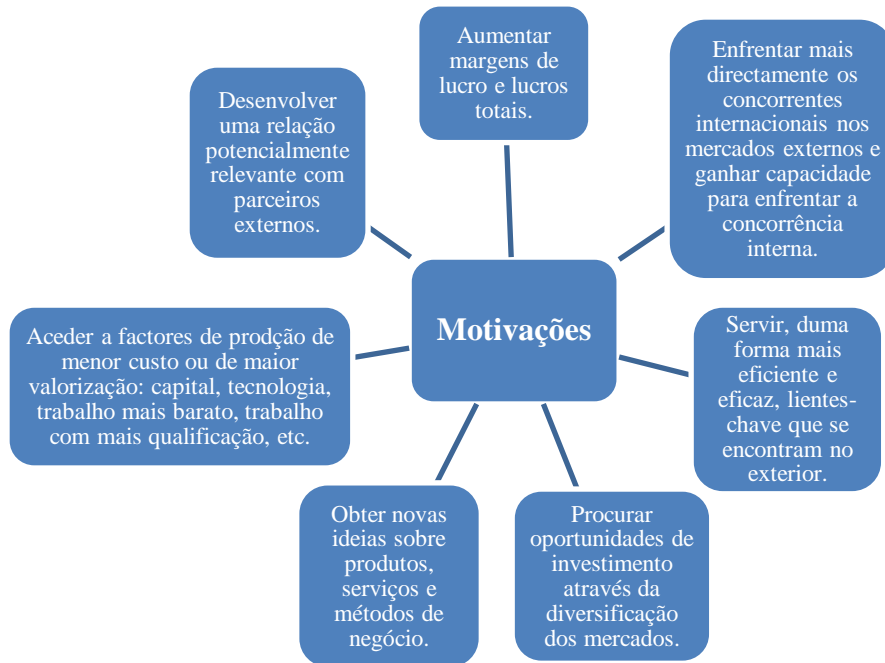 Aumentar
margens de
lucro e lucros
totais.
Enfrentar mais
directamente os
concorrentes
internacionais nos
mercados externos e
ganhar capacidade
para enfrentar a
concorrência
interna.
Desenvolver
uma relação
potencialmente
relevante com
parceiros
externos.
Motivações
Servir, duma
forma mais
eficiente e
eficaz, lientes-
chave que se
encontram no
exterior.
Aceder a factores de prodção de
menor custo ou de maior
valorização: capital, tecnologia,
trabalho mais barato, trabalho
com mais qualificação, etc.
Obter novas
ideias sobre
produtos,
serviços e
métodos de
negócio.
Procurar
oportunidades de
investimento
através da
diversificação
dos mercados.